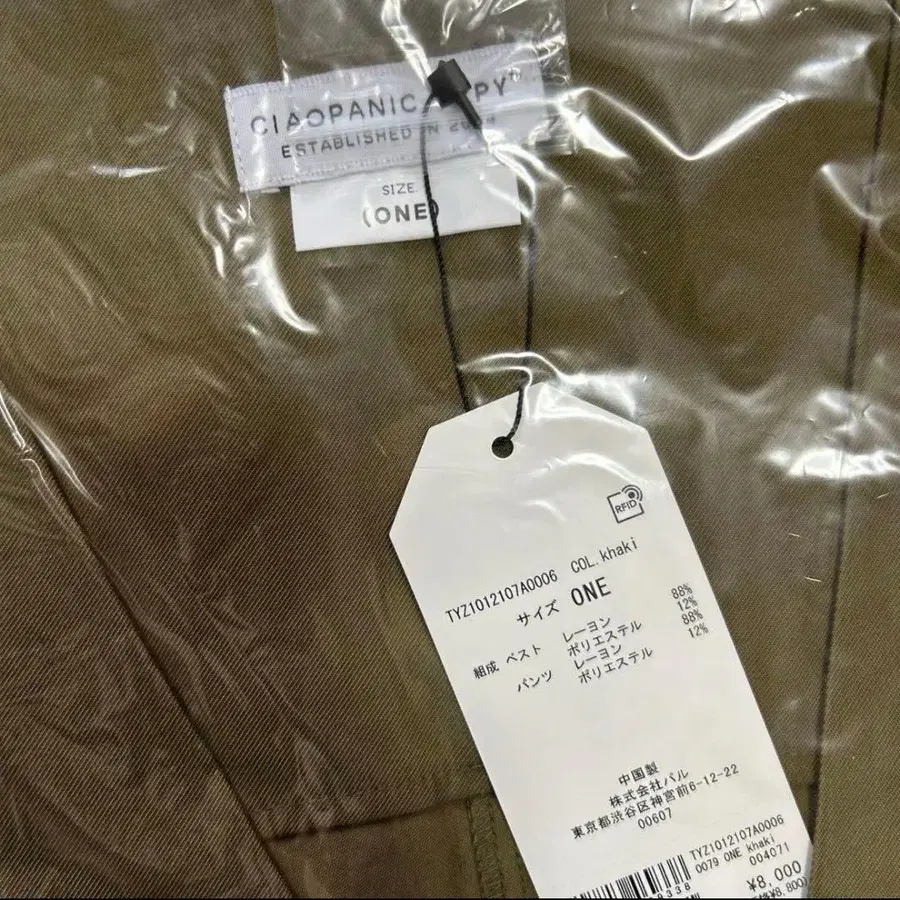 CIAOPANIC
ESTABLISHED IN
SIZE.
(ONE)
RFID
TYZ1012107A0006 COL.khaki
サイズ ONE
組成 ベスト レーヨン 88%
ポリエステル 12%
パンツ レーヨン 88%
ポリエステル 12%
中国製
株式会社パル
東京都渋谷区神宮前6-12-22
00607
TYZ1012107A0006
0079 ONE khaki
004071
¥8,000
¥8,800)